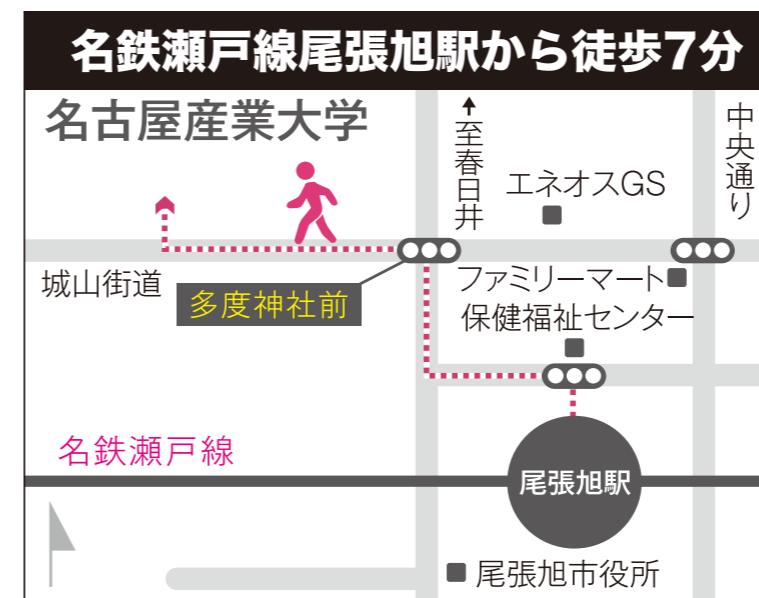 名鉄瀬戸線尾張旭駅から徒歩7分
名古屋産業大学
至春日井
エネオスGS
中央通り
城山街道
多度神社前
ファミリーマート
保健福祉センター
名鉄瀬戸線
尾張旭駅
尾張旭市役所